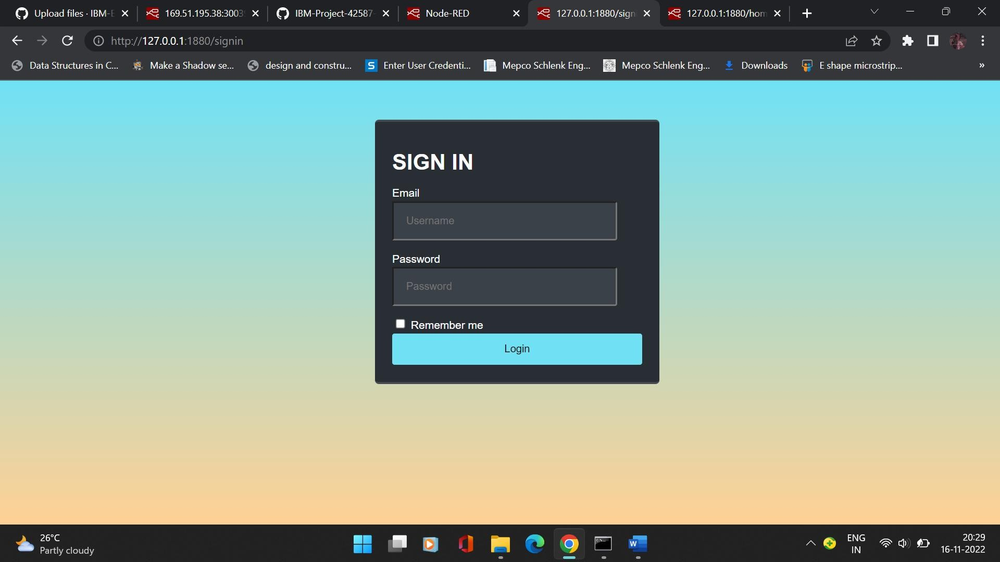 Upload files · IBM-E
169.51.195.38:3003
IBM-Project-42587-
Node-RED
127.0.0.1:1880/sign
127.0.0.1:1880/hom
http://127.0.0.1:1880/signin
Data Structures in C...
Make a Shadow se...
design and constru...
Enter User Credenti...
Mepco Schlenk Eng...
Mepco Schlenk Eng...
Downloads
E shape microstrip...
»
SIGN IN
Email
Username
Password
Password
Remember me
Login
26°C
Partly cloudy
ENG
IN
20:29
16-11-2022